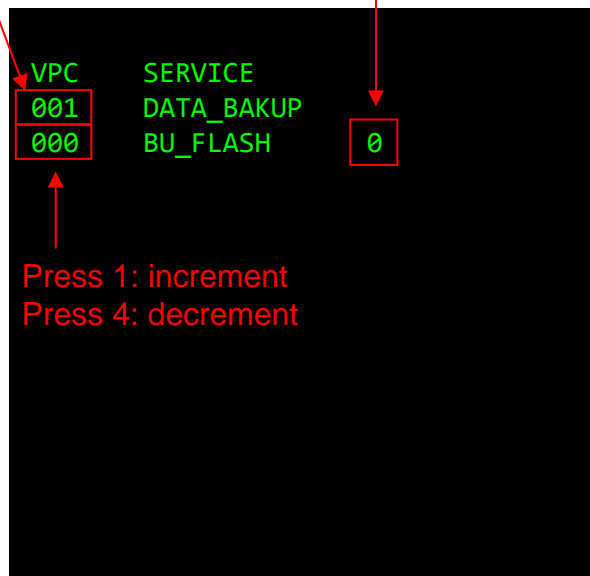 VPC SERVICE
001 DATA_BAKUP
000 BU_FLASH 0
Press 1: increment
Press 4: decrement